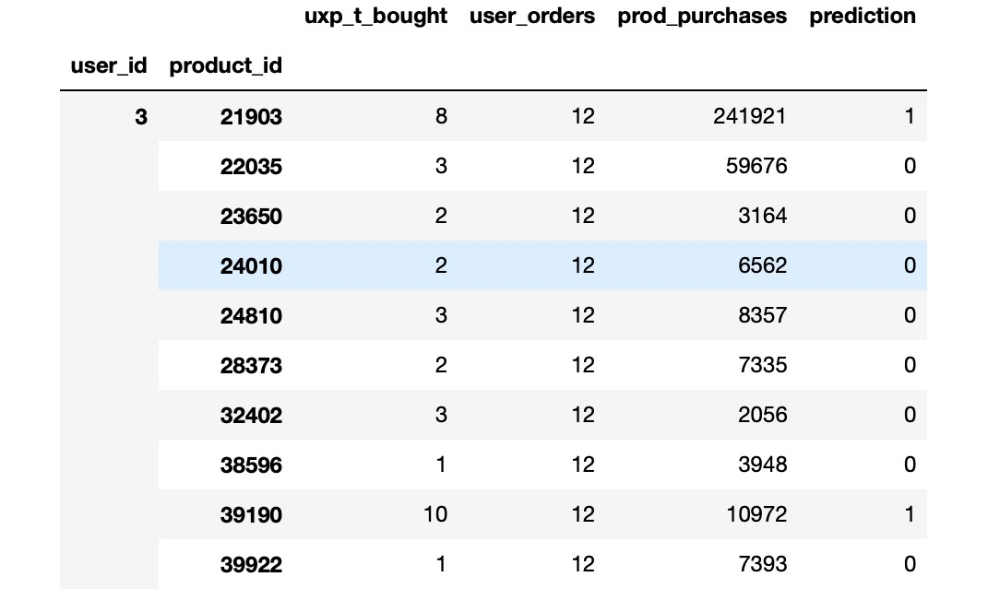 uxp_t_bought user_orders prod_purchases prediction
user_id product_id
3 21903 8 12 241921 1
22035 3 12 59676 0
23650 2 12 3164 0
24010 2 12 6562 0
24810 3 12 8357 0
28373 2 12 7335 0
32402 3 12 2056 0
38596 1 12 3948 0
39190 10 12 10972 1
39922 1 12 7393 0